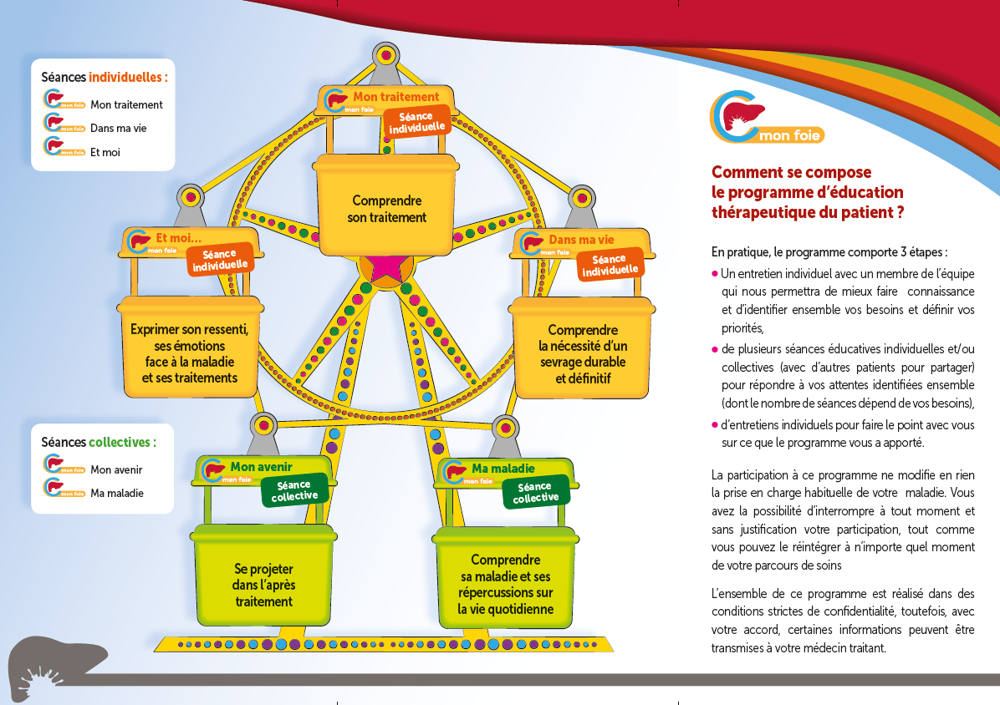 Séances individuelles :
C mon foie Mon traitement
C mon foie Dans ma vie
C mon foie Et moi
C mon foie Mon traitement
Séance
individuelle
Comprendre
son traitement
C mon foie Et moi...
Séance
individuelle
Exprimer son ressenti,
ses émotions
face à la maladie
et ses traitements
C mon foie Dans ma vie
Séance
individuelle
Comprendre
la nécessité d’un
sevrage durable
et définitif
Séances collectives :
C mon foie Mon avenir
C mon foie Ma maladie
C mon foie Mon avenir
Séance
collective
Se projeter
dans l’après
traitement
C mon foie Ma maladie
Séance
collective
Comprendre
sa maladie et ses
répercussions sur
la vie quotidienne
C mon foie
Comment se compose
le programme d’éducation
thérapeutique du patient ?
En pratique, le programme comporte 3 étapes :
• Un entretien individuel avec un membre de l’équipe
qui nous permettra de mieux faire connaissance
et d’identifier ensemble vos besoins et définir vos
priorités,
• de plusieurs séances éducatives individuelles et/ou
collectives (avec d’autres patients pour partager)
pour répondre à vos attentes identifiées ensemble
(dont le nombre de séances dépend de vos besoins),
• d’entretiens individuels pour faire le point avec vous
sur ce que le programme vous a apporté.
La participation à ce programme ne modifie en rien
la prise en charge habituelle de votre maladie. Vous
avez la possibilité d’interrompre à tout moment et
sans justification votre participation, tout comme
vous pouvez le réintégrer à n’importe quel moment
de votre parcours de soins
L’ensemble de ce programme est réalisé dans des
conditions strictes de confidentialité, toutefois, avec
votre accord, certaines informations peuvent être
transmises à votre médecin traitant.